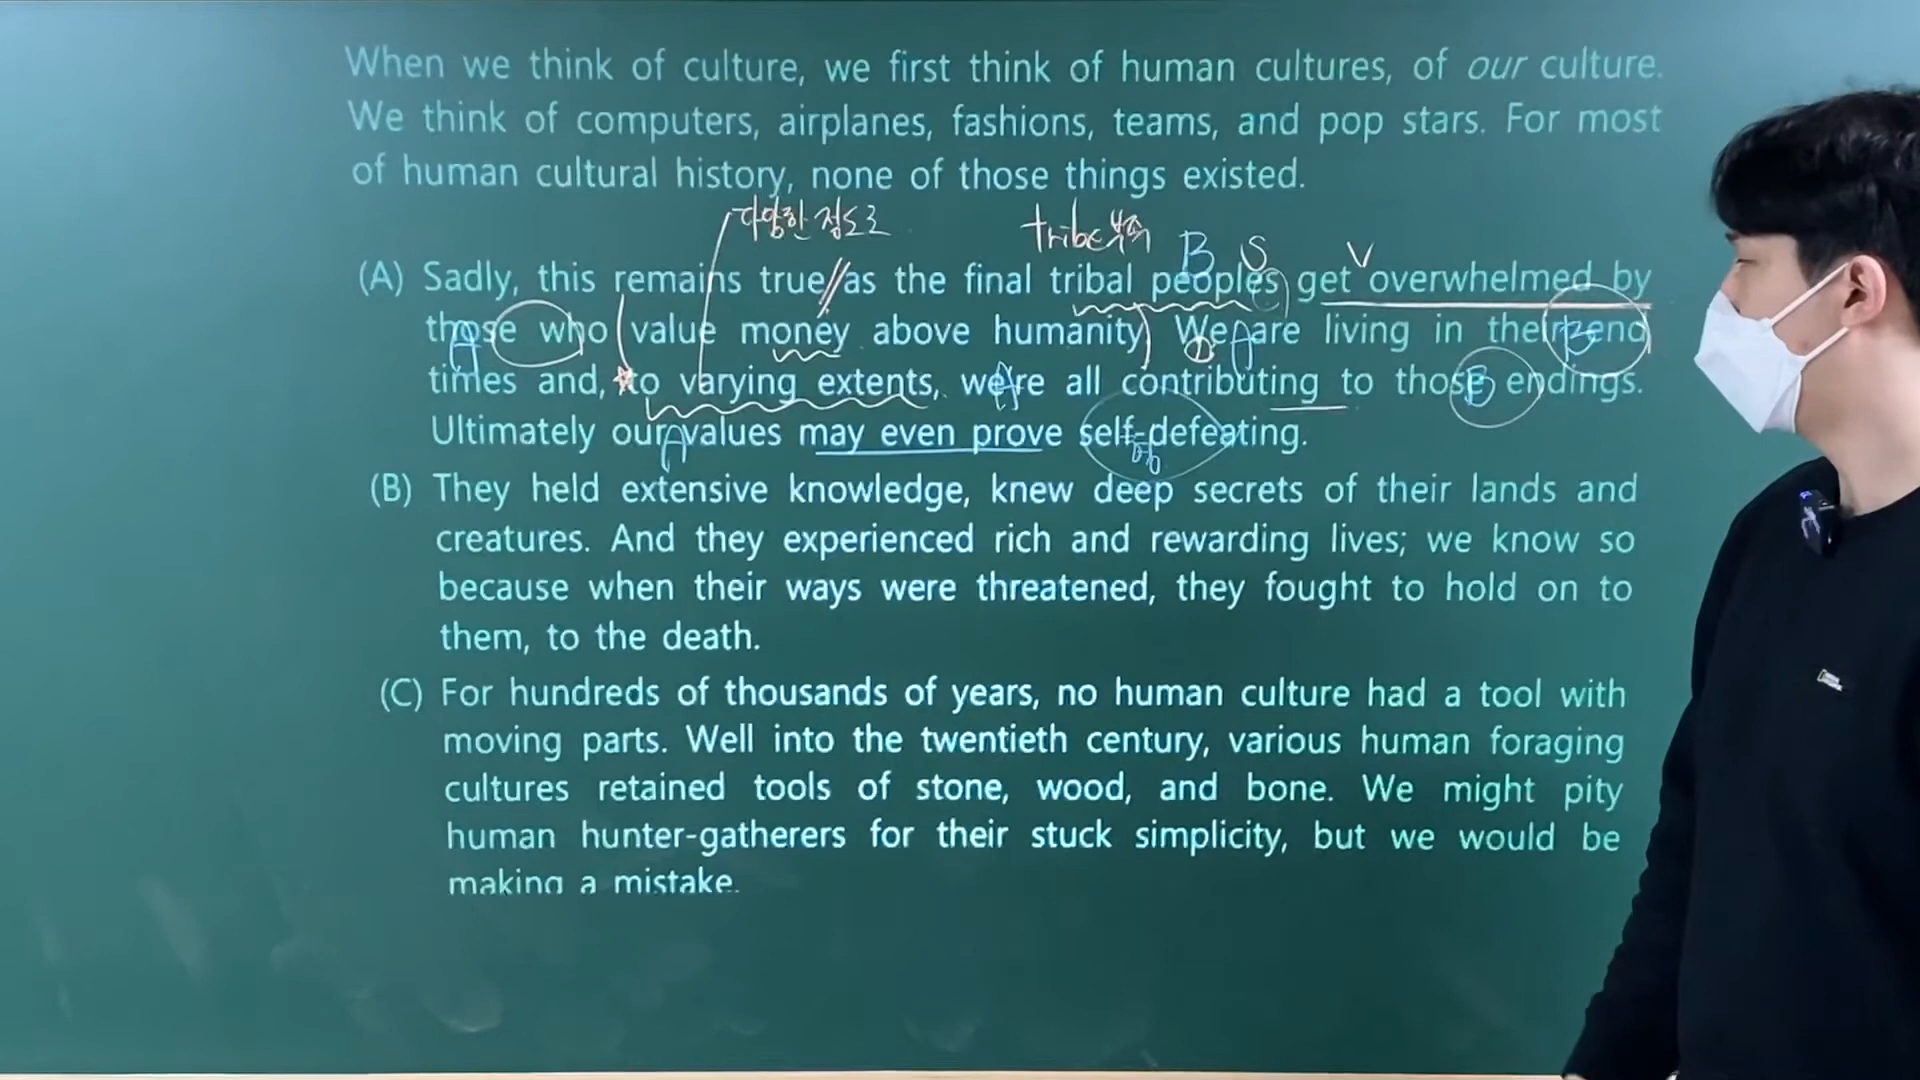 When we think of culture, we first think of human cultures, of our culture.
We think of computers, airplanes, fashions, teams, and pop stars. For most
of human cultural history, none of those things existed.
다양한 정도로
tribe 부족
B S V
(A) Sadly, this remains true as the final tribal peoples get overwhelmed by
those who value money above humanity. We are living in their end
A A B
times and, to varying extents, we're all contributing to those endings.
A B
Ultimately our values may even prove self-defeating.
A
(B) They held extensive knowledge, knew deep secrets of their lands and
creatures. And they experienced rich and rewarding lives; we know so
because when their ways were threatened, they fought to hold on to
them, to the death.
(C) For hundreds of thousands of years, no human culture had a tool with
moving parts. Well into the twentieth century, various human foraging
cultures retained tools of stone, wood, and bone. We might pity
human hunter-gatherers for their stuck simplicity, but we would be
making a mistake.